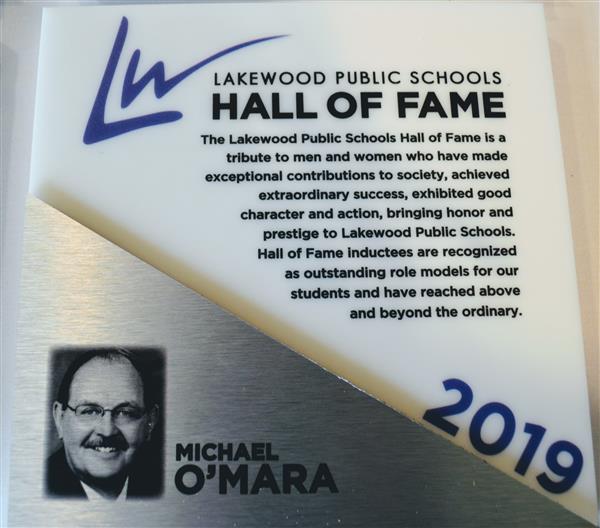 LW
LAKEWOOD PUBLIC SCHOOLS
HALL OF FAME
The Lakewood Public Schools Hall of Fame is a
tribute to men and women who have made
exceptional contributions to society, achieved
extraordinary success, exhibited good
character and action, bringing honor and
prestige to Lakewood Public Schools.
Hall of Fame inductees are recognized
as outstanding role models for our
students and have reached above
and beyond the ordinary.
2019
MICHAEL
O'MARA